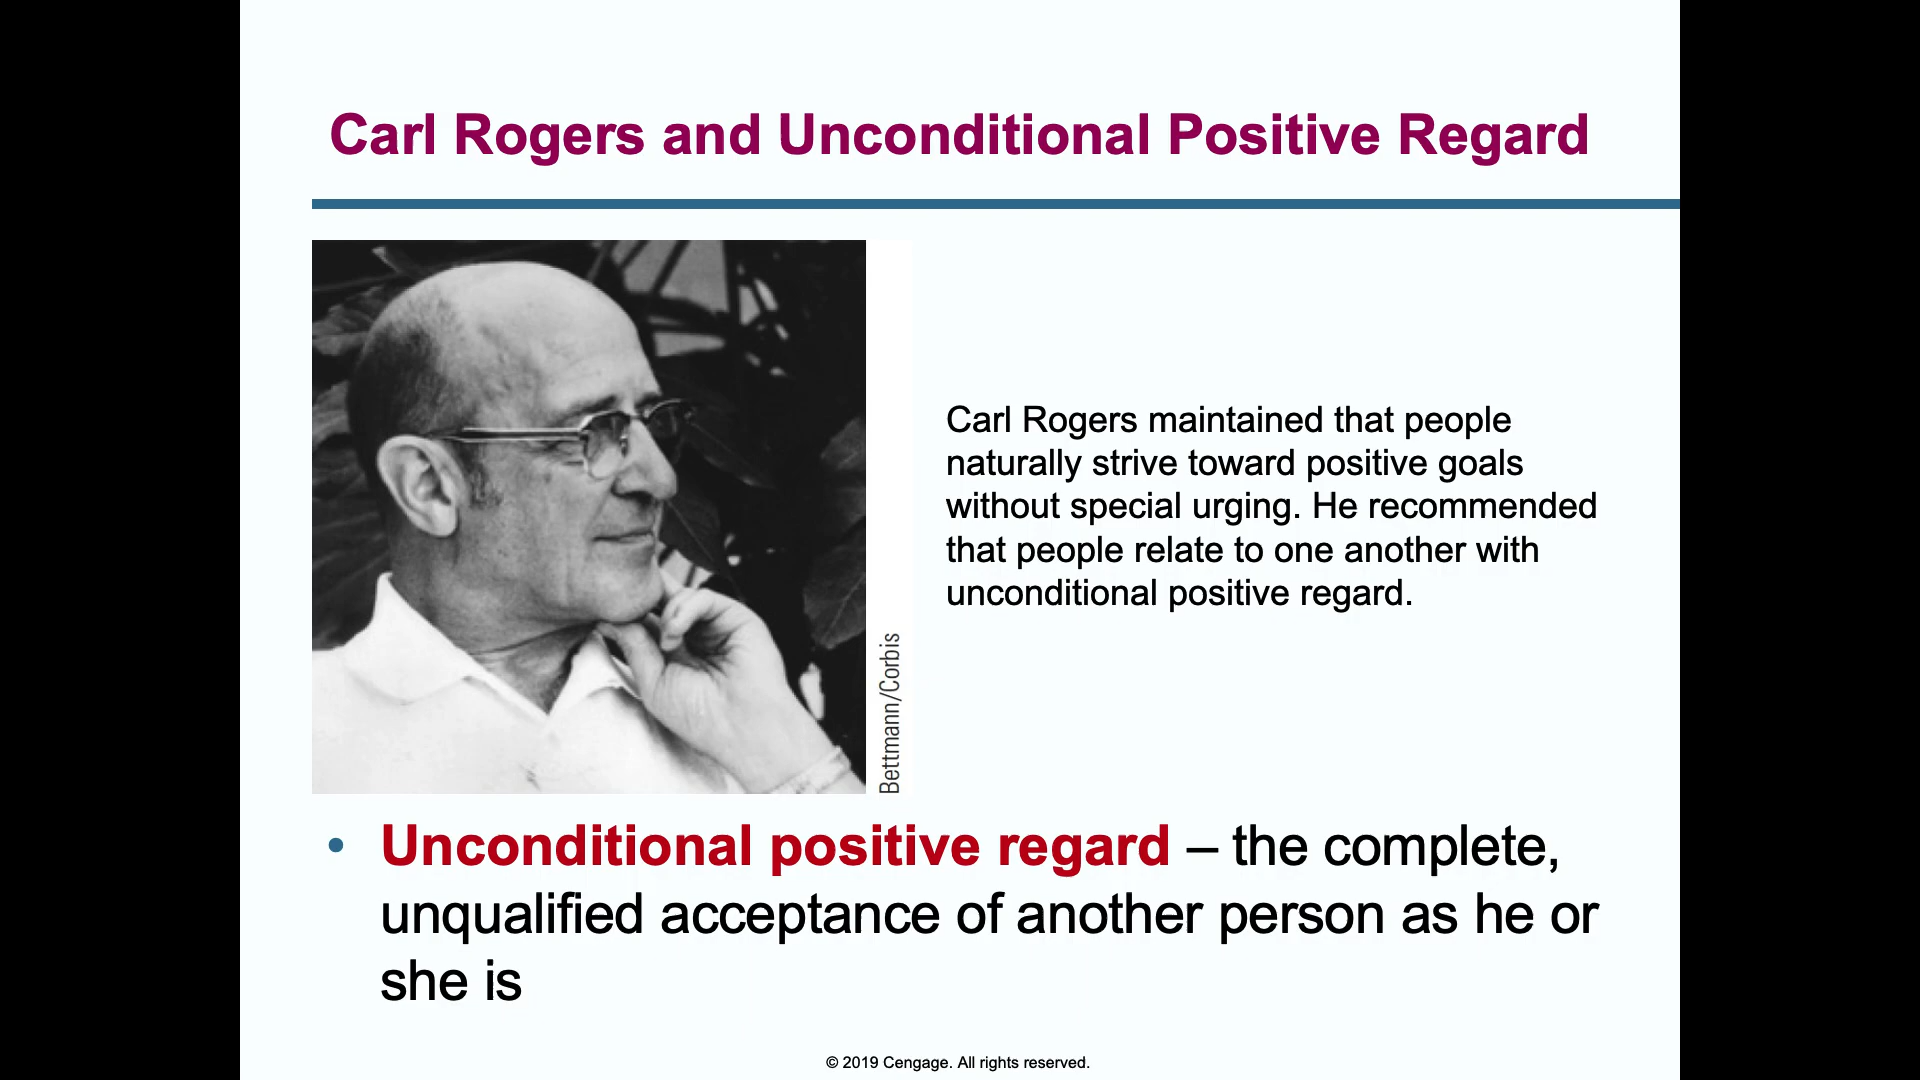 Carl Rogers and Unconditional Positive Regard
Carl Rogers maintained that people
naturally strive toward positive goals
without special urging. He recommended
that people relate to one another with
unconditional positive regard.
Bettmann/Corbis
• Unconditional positive regard – the complete,
unqualified acceptance of another person as he or
she is
© 2019 Cengage. All rights reserved.